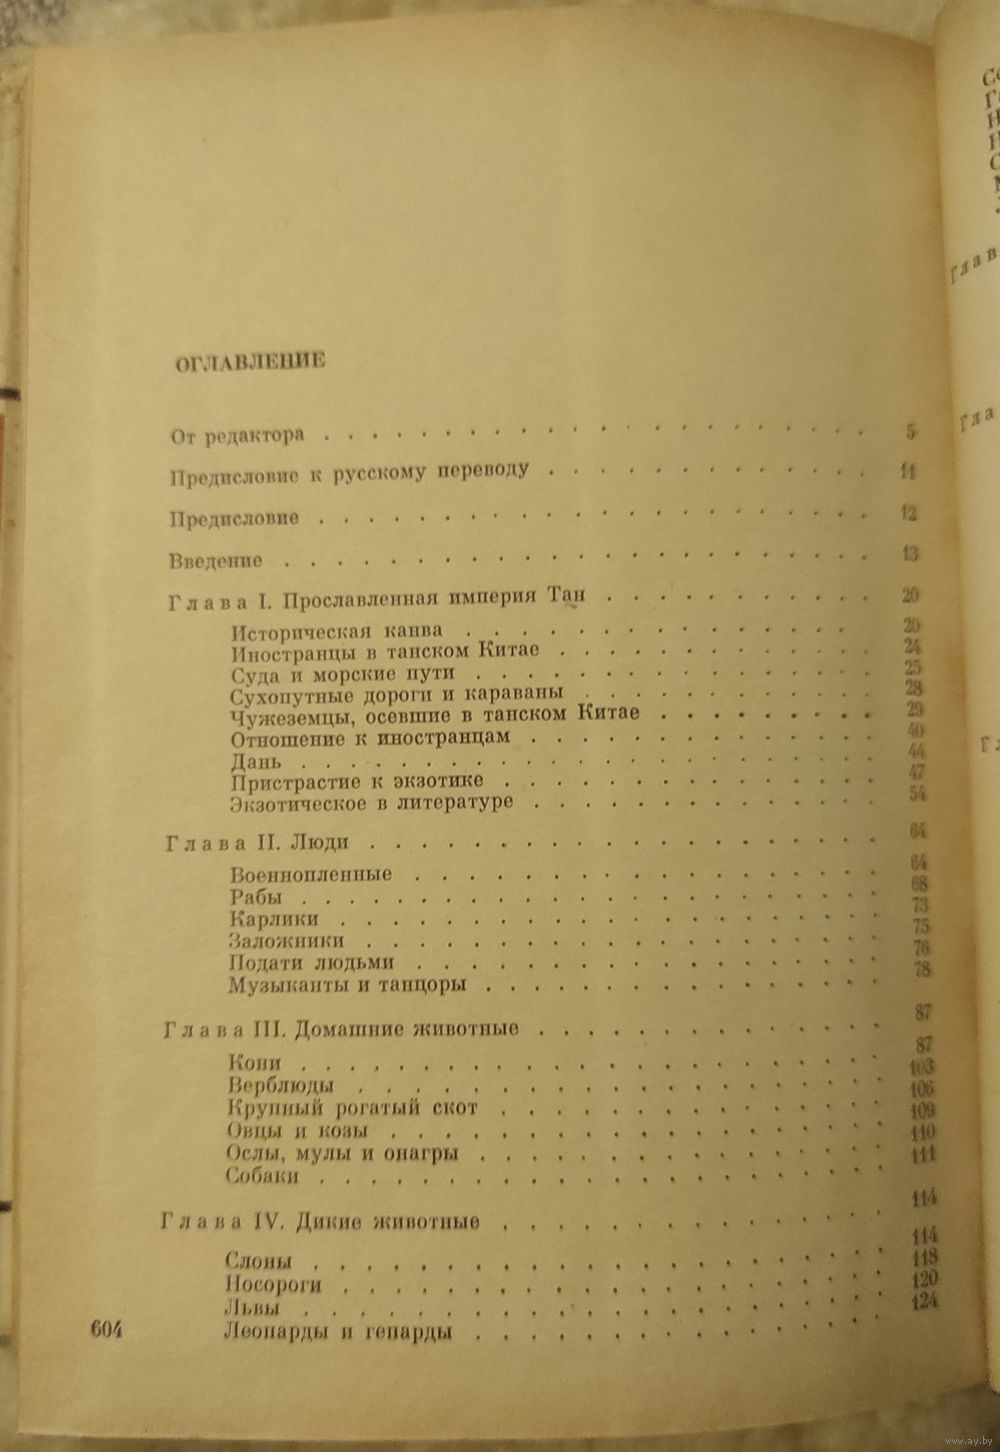 ОГЛАВЛЕНИЕ
От редактора . . . . . . . . . . . . . . . . . . . . . . 5
Предисловие к русскому переводу . . . . . . . . . . . . . 11
Предисловие . . . . . . . . . . . . . . . . . . . . . . 12
Введение . . . . . . . . . . . . . . . . . . . . . . . 13
Глава I. Прославленная империя Тан . . . . . . . . . . . 20
Историческая канва . . . . . . . . . . . . . . . 20
Иностранцы в танском Китае . . . . . . . . . . . . 24
Суда и морские пути . . . . . . . . . . . . . . . 25
Сухопутные дороги и караваны . . . . . . . . . . . 28
Чужеземцы, осевшие в танском Китае . . . . . . . . . 29
Отношение к иностранцам . . . . . . . . . . . . . 40
Дань . . . . . . . . . . . . . . . . . . . . . . 44
Пристрастие к экзотике . . . . . . . . . . . . . . 47
Экзотическое в литературе . . . . . . . . . . . . . 54
Глава II. Люди . . . . . . . . . . . . . . . . . . . . 64
Военнопленные . . . . . . . . . . . . . . . . . . 64
Рабы . . . . . . . . . . . . . . . . . . . . . . 68
Карлики . . . . . . . . . . . . . . . . . . . . . 73
Заложники . . . . . . . . . . . . . . . . . . . . 75
Подати людьми . . . . . . . . . . . . . . . . . . 76
Музыканты и танцоры . . . . . . . . . . . . . . . 78
Глава III. Домашние животные . . . . . . . . . . . . . 87
Кони . . . . . . . . . . . . . . . . . . . . . . 87
Верблюды . . . . . . . . . . . . . . . . . . . . 103
Крупный рогатый скот . . . . . . . . . . . . . . . 106
Овцы и козы . . . . . . . . . . . . . . . . . . . 109
Ослы, мулы и онагры . . . . . . . . . . . . . . . 110
Собаки . . . . . . . . . . . . . . . . . . . . . 111
Глава IV. Дикие животные . . . . . . . . . . . . . . . 114
Слоны . . . . . . . . . . . . . . . . . . . . . . 114
Носороги . . . . . . . . . . . . . . . . . . . . 118
Львы . . . . . . . . . . . . . . . . . . . . . . 120
Леопарды и гепарды . . . . . . . . . . . . . . . . 124
604
www.ay.by